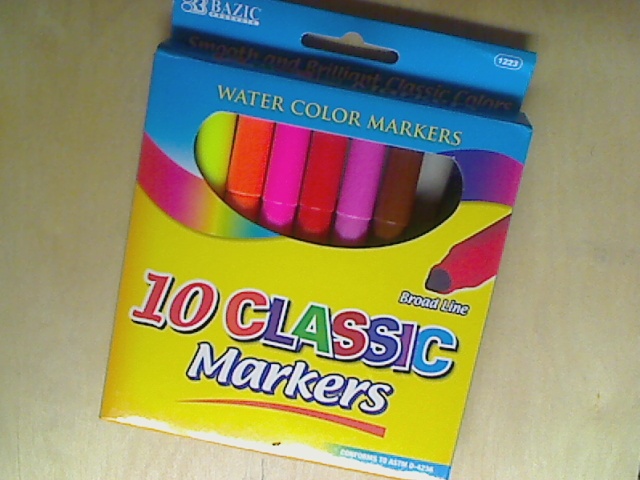 BAZIC
PRODUCTS
1223
Smooth and Brilliant Classic Colors
WATER COLOR MARKERS
Broad Line
10 CLASSIC
Markers
CONFORMS TO ASTM D-4236